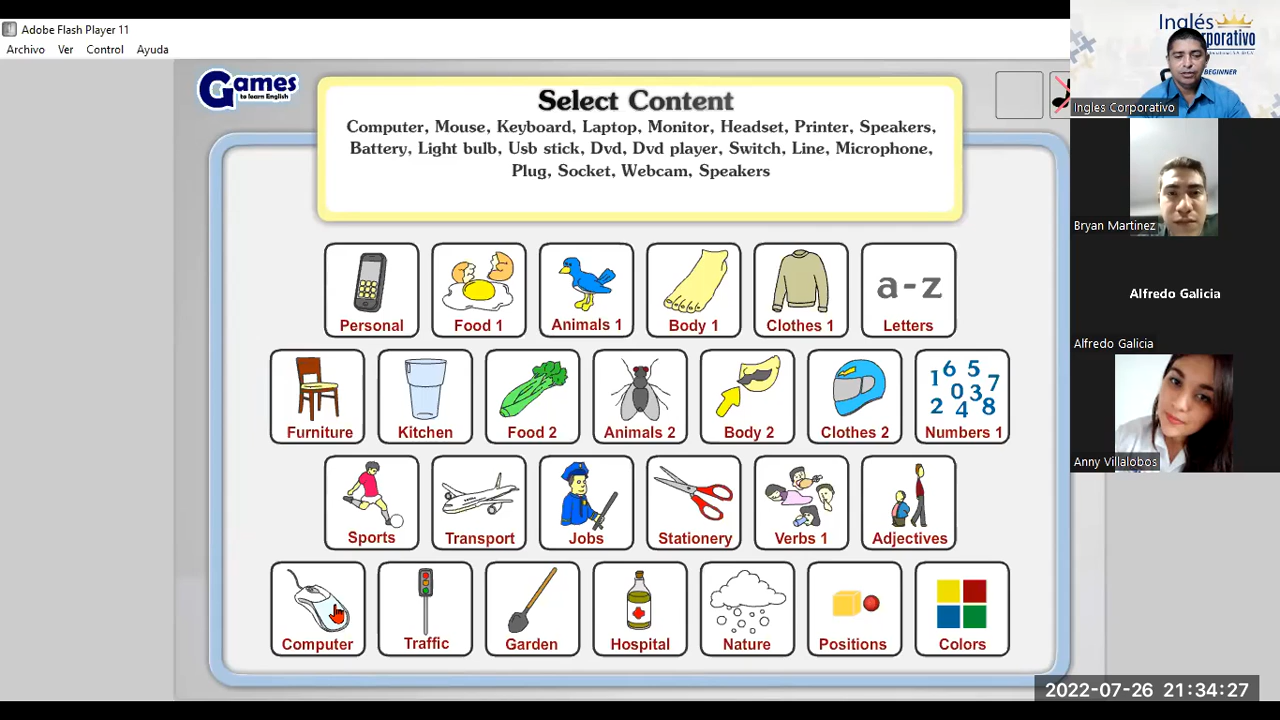 Adobe Flash Player 11
Archivo Ver Control Ayuda
Games
to learn English
Select Content
Computer, Mouse, Keyboard, Laptop, Monitor, Headset, Printer, Speakers,
Battery, Light bulb, Usb stick, Dvd, Dvd player, Switch, Line, Microphone,
Plug, Socket, Webcam, Speakers
Personal
Food 1
Animals 1
Body 1
Clothes 1
a-z
Letters
Furniture
Kitchen
Food 2
Animals 2
Body 2
Clothes 2
1 6 5 7 0 3 2 4 8
Numbers 1
Sports
Transport
Jobs
Stationery
Verbs 1
Adjectives
Computer
Traffic
Garden
Hospital
Nature
Positions
Colors
Inglés
BEGINNER
Ingles Corporativo
Bryan Martinez
Alfredo Galicia
Alfredo Galicia
Anny Villalobos
2022-07-26 21:34:27